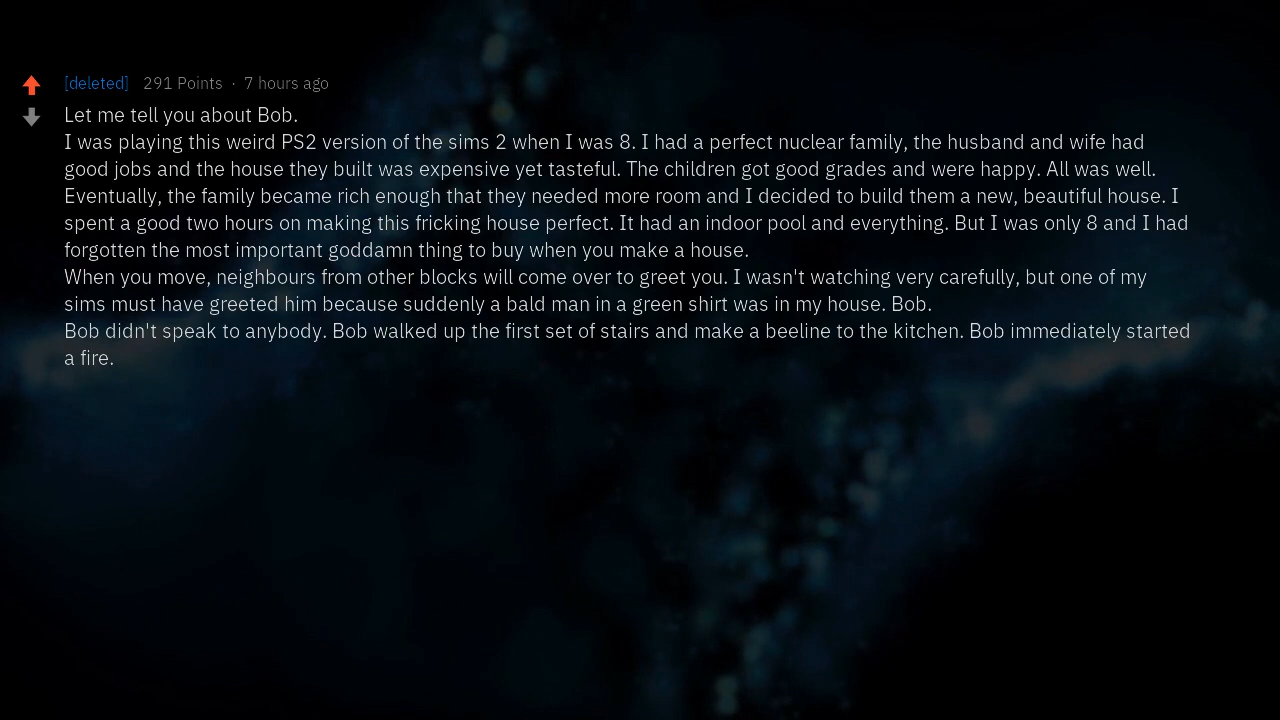 [deleted] 291 Points · 7 hours ago
Let me tell you about Bob.
I was playing this weird PS2 version of the sims 2 when I was 8. I had a perfect nuclear family, the husband and wife had
good jobs and the house they built was expensive yet tasteful. The children got good grades and were happy. All was well.
Eventually, the family became rich enough that they needed more room and I decided to build them a new, beautiful house. I
spent a good two hours on making this fricking house perfect. It had an indoor pool and everything. But I was only 8 and I had
forgotten the most important goddamn thing to buy when you make a house.
When you move, neighbours from other blocks will come over to greet you. I wasn't watching very carefully, but one of my
sims must have greeted him because suddenly a bald man in a green shirt was in my house. Bob.
Bob didn't speak to anybody. Bob walked up the first set of stairs and make a beeline to the kitchen. Bob immediately started
a fire.